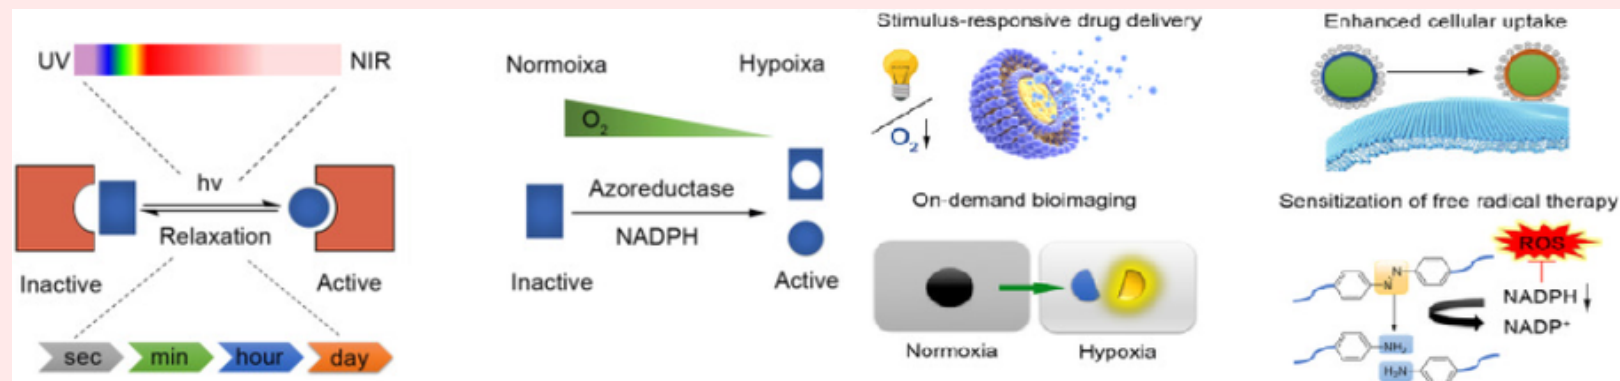 UV NIR
hv
Relaxation
Inactive Active
sec min hour day
Normoixa Hypoixa
O₂
Azoreductase
NADPH
Inactive Active
Stimulus-responsive drug delivery
O₂↓
On-demand bioimaging
Normoxia Hypoxia
Enhanced cellular uptake
Sensitization of free radical therapy
ROS
N
N
NADPH↓
NADP⁺
NH₂
H₂N